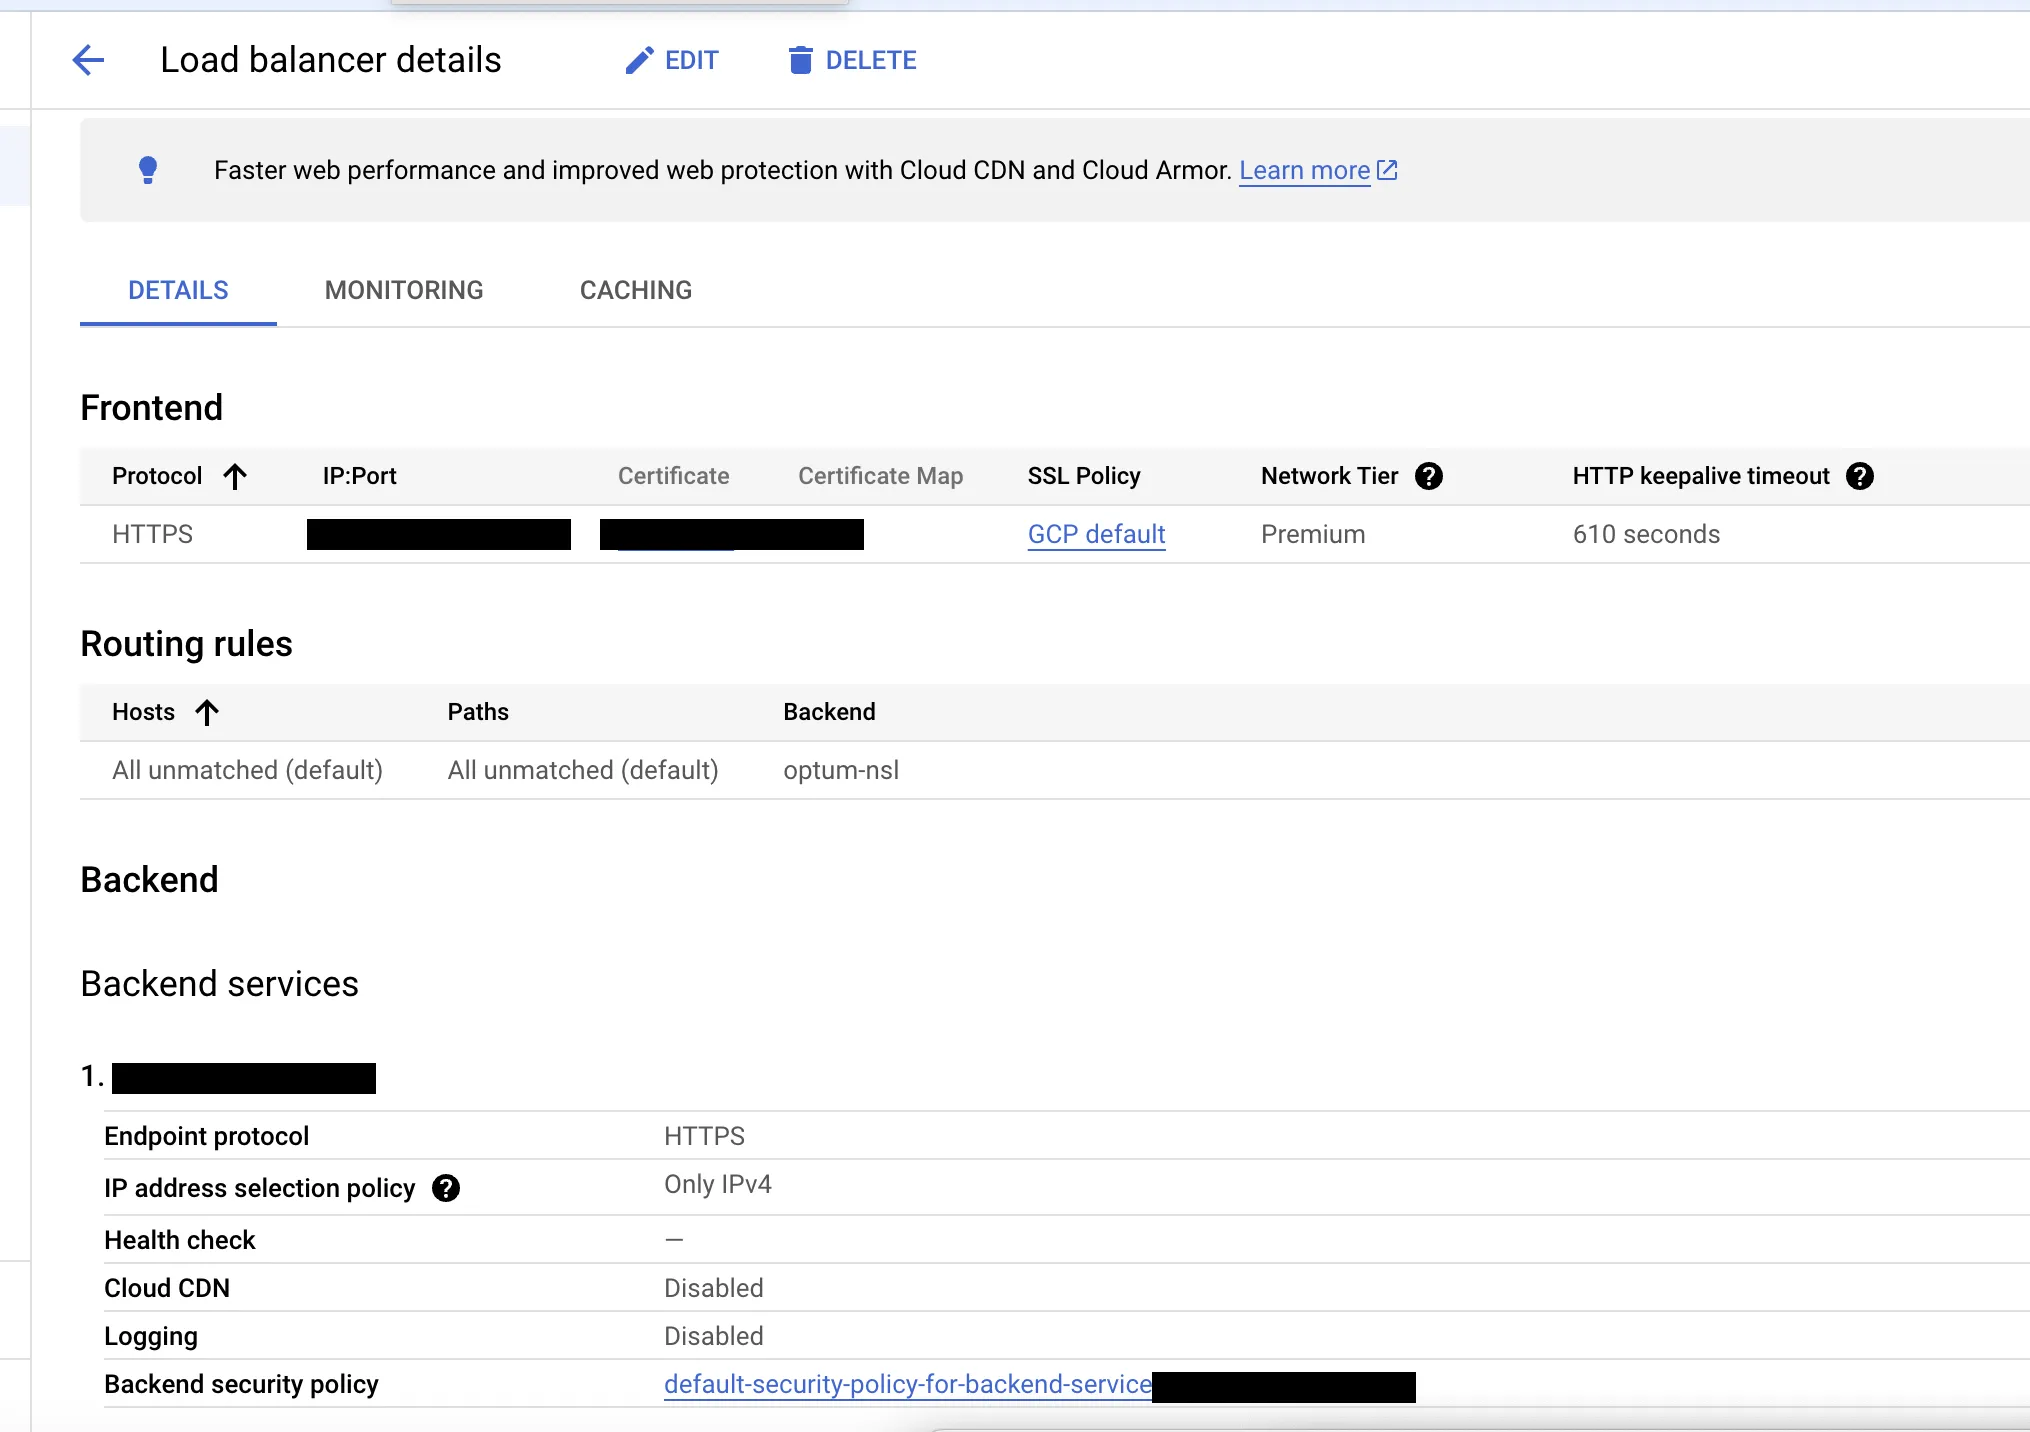 Load balancer details EDIT DELETE
Faster web performance and improved web protection with Cloud CDN and Cloud Armor. Learn more
DETAILS MONITORING CACHING
Frontend
Protocol IP:Port Certificate Certificate Map SSL Policy Network Tier ? HTTP keepalive timeout ?
HTTPS GCP default Premium 610 seconds
Routing rules
Hosts Paths Backend
All unmatched (default) All unmatched (default) optum-nsl
Backend
Backend services
1.
Endpoint protocol HTTPS
IP address selection policy ? Only IPv4
Health check —
Cloud CDN Disabled
Logging Disabled
Backend security policy default-security-policy-for-backend-service